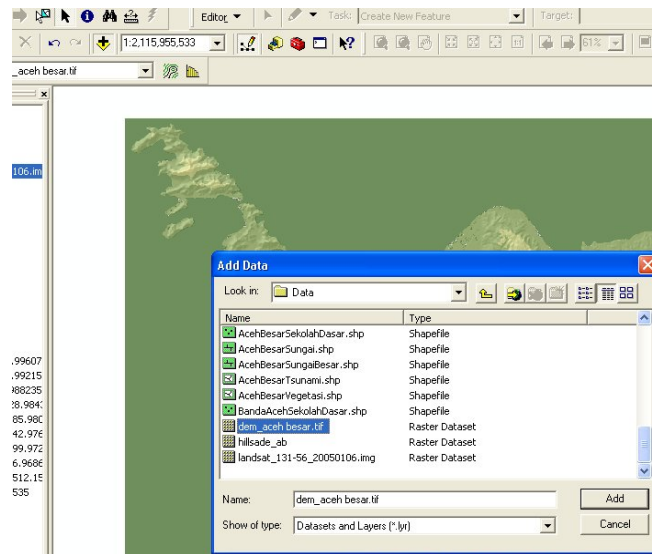 Editor Task: Create New Feature Target:
1:2,115,955,533 61%
_aceh besar.tif
106.im
Add Data
Look in: Data
Name Type
AcehBesarSekolahDasar.shp Shapefile
AcehBesarSungai.shp Shapefile
AcehBesarSungaiBesar.shp Shapefile
AcehBesarTsunami.shp Shapefile
AcehBesarVegetasi.shp Shapefile
BandaAcehSekolahDasar.shp Shapefile
dem_aceh besar.tif Raster Dataset
hillsade_ab Raster Dataset
landsat_131-56_20050106.img Raster Dataset
.99607
.99215
988235
28.984
85.980
42.976
99.972
6.9686
512.15
535
Name: dem_aceh besar.tif Add
Show of type: Datasets and Layers (*.lyr) Cancel